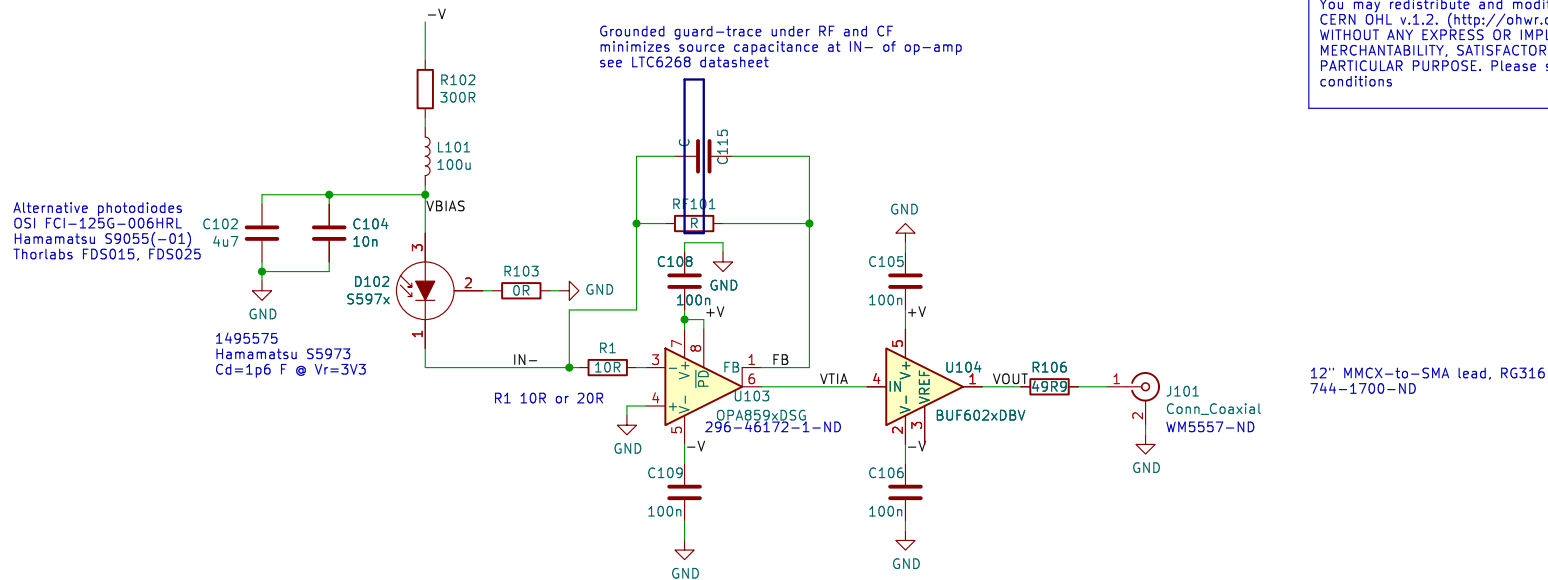 You may redistribute and modif
CERN OHL v.1.2. (http://ohwr.o
WITHOUT ANY EXPRESS OR IMPL
MERCHANTABILITY, SATISFACTOR
PARTICULAR PURPOSE. Please s
conditions
-V
Grounded guard-trace under RF and CF
minimizes source capacitance at IN- of op-amp
see LTC6268 datasheet
R102
300R
L101
100u
C
C115
Alternative photodiodes
OSI FCI-125G-006HRL
Hamamatsu S9055(-01)
Thorlabs FDS015, FDS025
C102
4u7
C104
10n
VBIAS
RF101
R
GND
3
D102
S597x
2
1
R103
0R
GND
GND
C108
100n
GND
+V
C105
100n
+V
1495575
Hamamatsu S5973
Cd=1p6 F @ Vr=3V3
IN-
R1
10R
R1 10R or 20R
3
4
7
8
5
1
6
-
+
V+
PD
V-
FB
FB
U103
OPA859xDSG
296-46172-1-ND
GND
-V
C109
100n
GND
VTIA
4
5
2
3
1
IN
V+
V-
VREF
U104
BUF602xDBV
-V
C106
100n
GND
VOUT
R106
49R9
1
2
J101
Conn_Coaxial
WM5557-ND
GND
12" MMCX-to-SMA lead, RG316
744-1700-ND